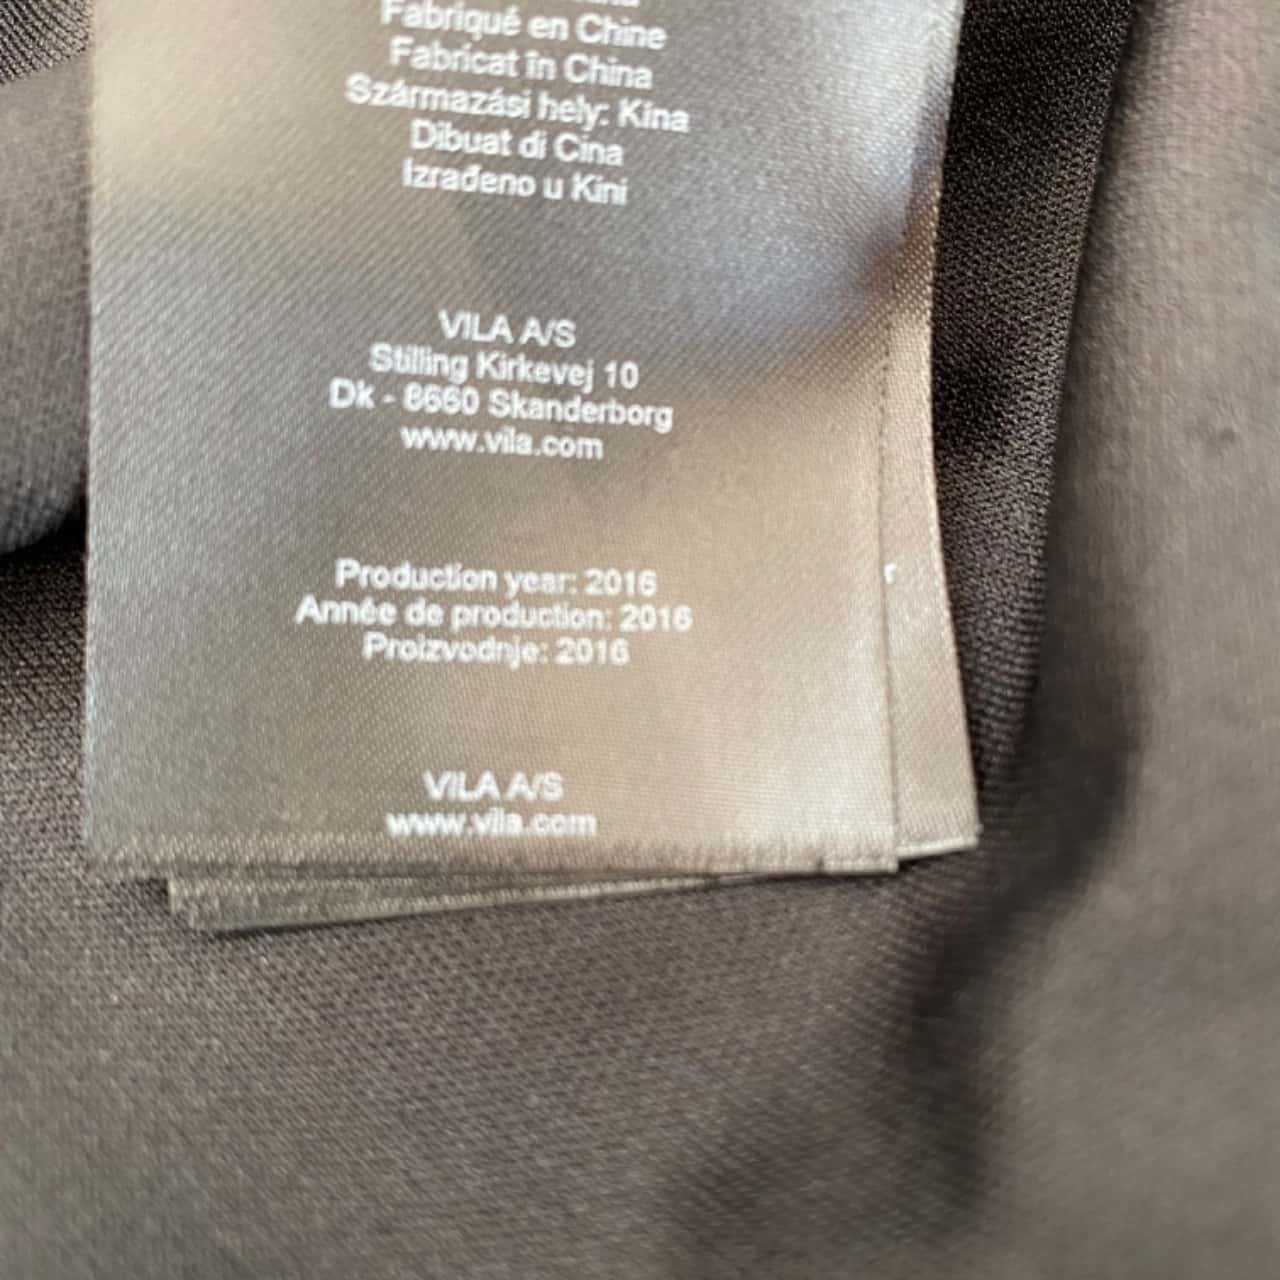 Fabriqué en Chine
Fabricat în China
Származási hely: Kína
Dibuat di Cina
Izrađeno u Kini
VILA A/S
Stilling Kirkevej 10
Dk - 8660 Skanderborg
www.vila.com
Production year: 2016
Année de production: 2016
Proizvodnje: 2016
VILA A/S
www.vila.com